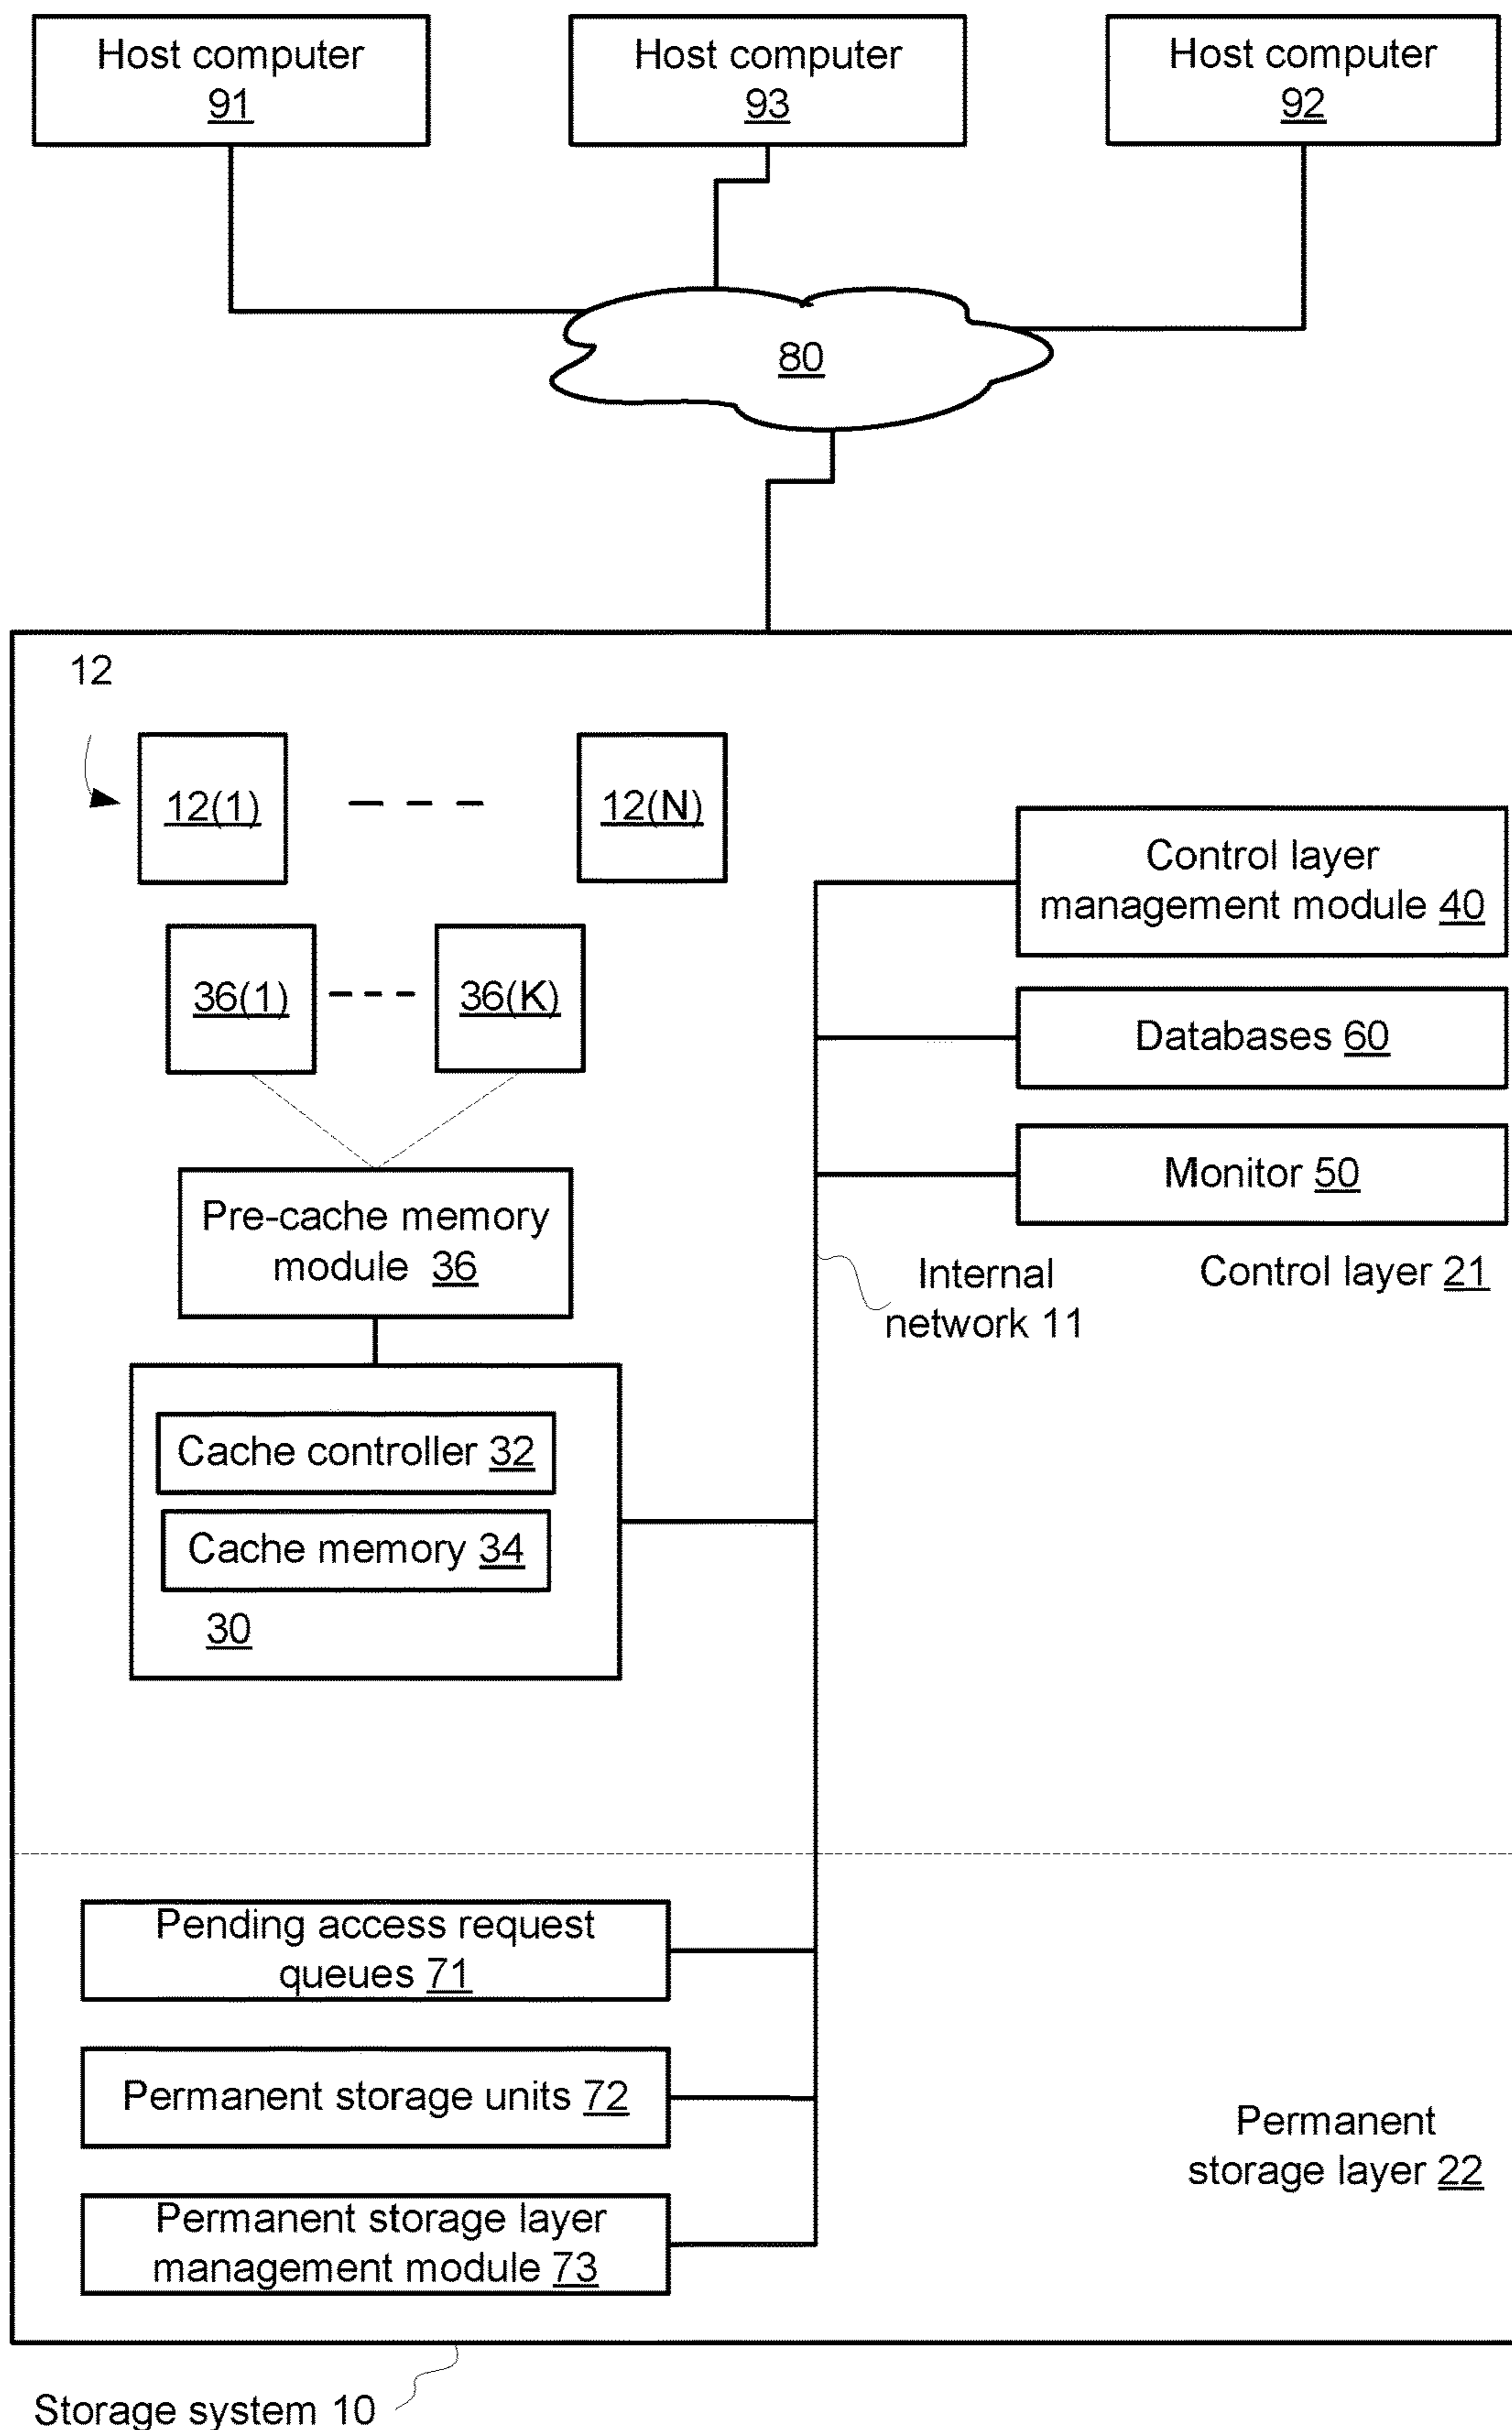 Host computer
91
Host computer
93
Host computer
92
80
12
12(1)
12(N)
Control layer
management module 40
36(1)
36(K)
Databases 60
Monitor 50
Pre-cache memory
module 36
Internal
network 11
Control layer 21
Cache controller 32
Cache memory 34
30
Pending access request
queues 71
Permanent storage units 72
Permanent
storage layer 22
Permanent storage layer
management module 73
Storage system 10